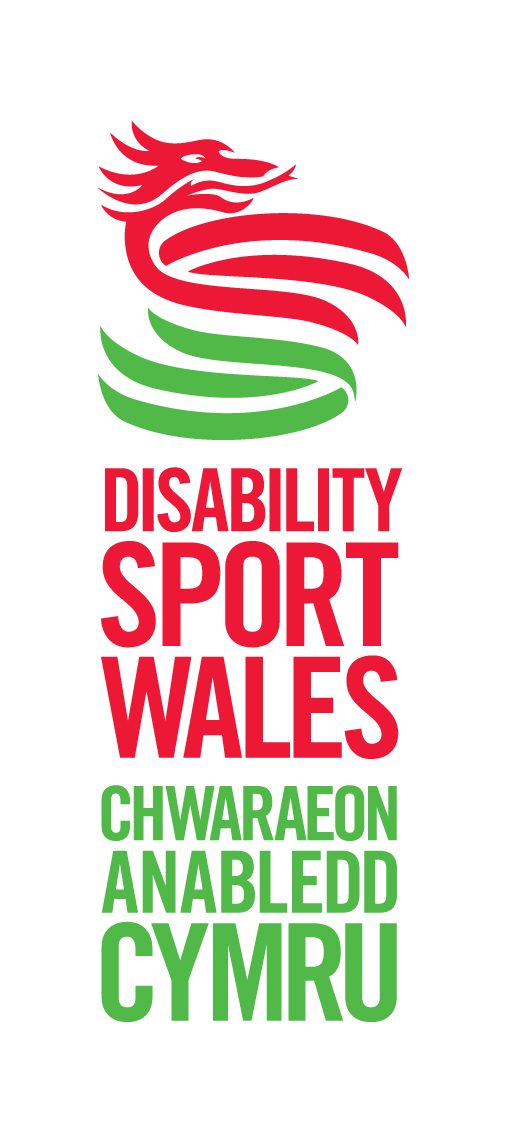 DISABILITY
SPORT
WALES
CHWARAEON
ANABLEDD
CYMRU